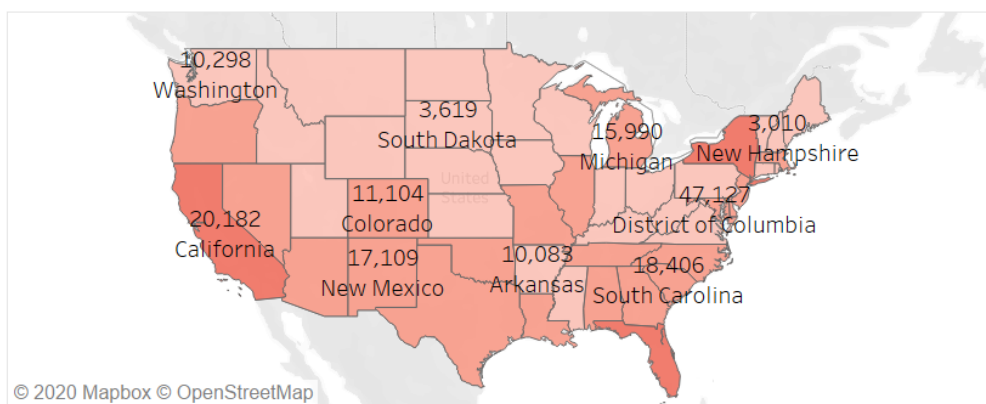 10,298
Washington
3,619
South Dakota
15,990
Michigan
3,010
New Hampshire
United
States
11,104
Colorado
47,127
District of Columbia
20,182
California
17,109
New Mexico
10,083
Arkansas
18,406
South Carolina
© 2020 Mapbox © OpenStreetMap